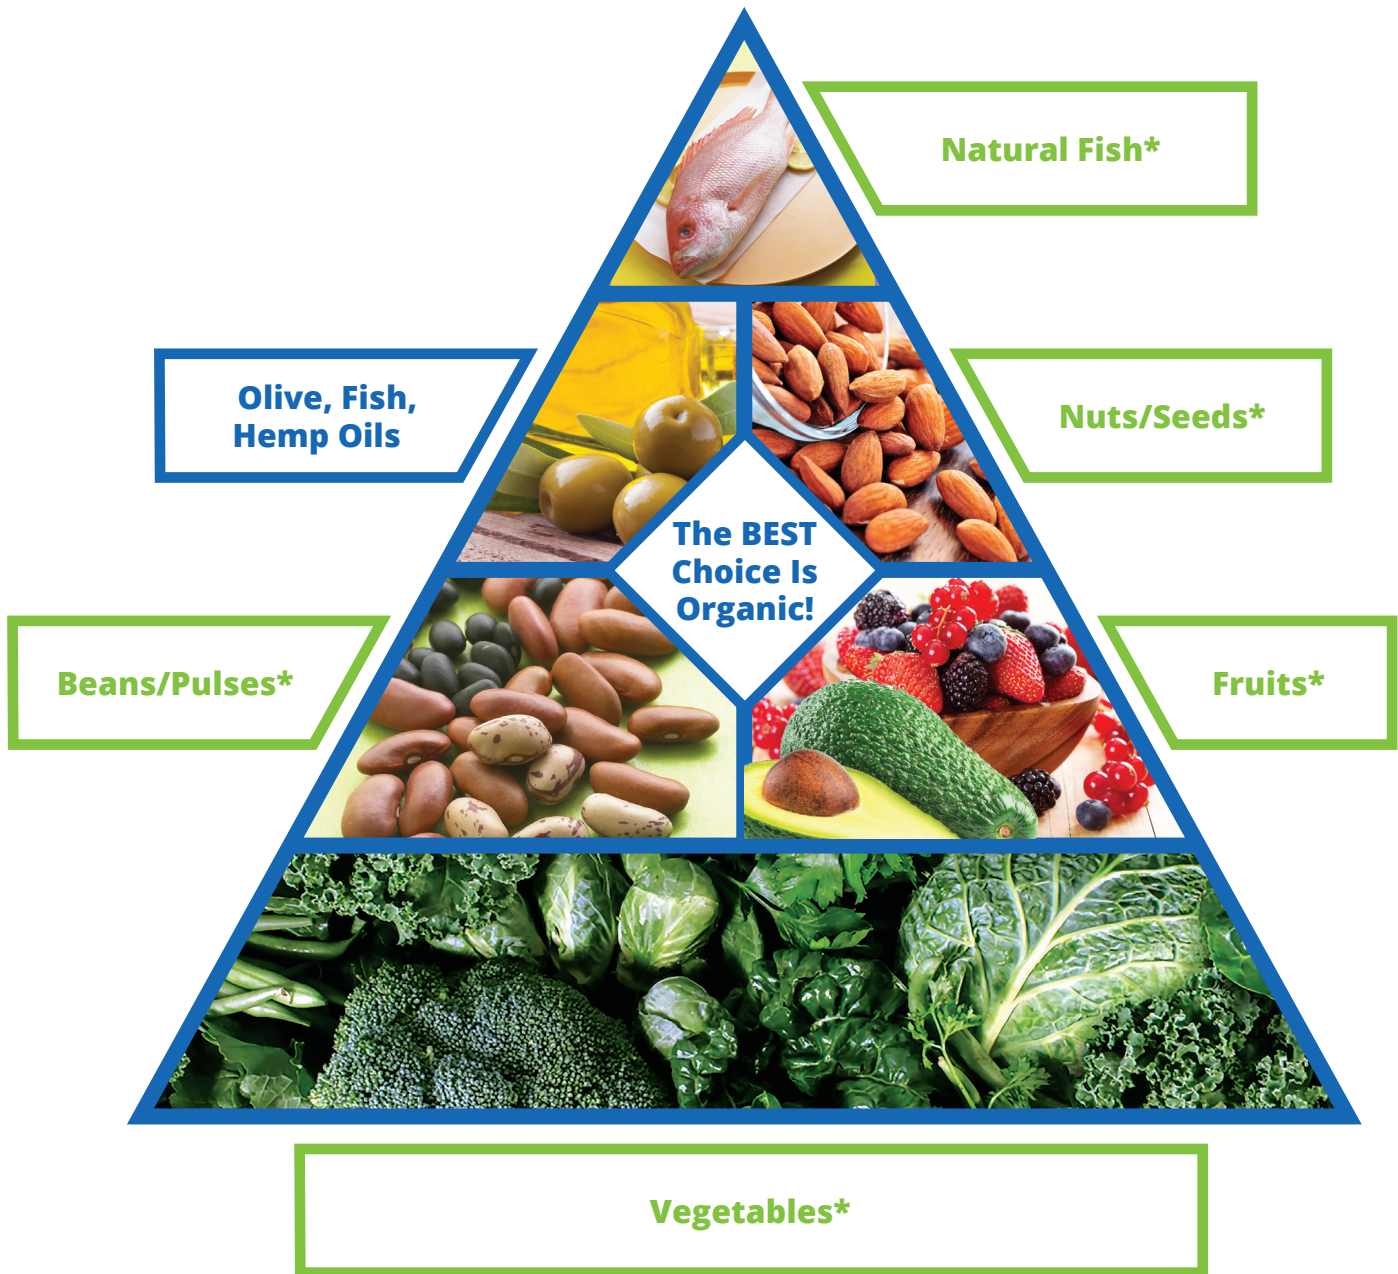 Natural Fish*
Olive, Fish,
Hemp Oils
Nuts/Seeds*
The BEST
Choice Is
Organic!
Beans/Pulses*
Fruits*
Vegetables*